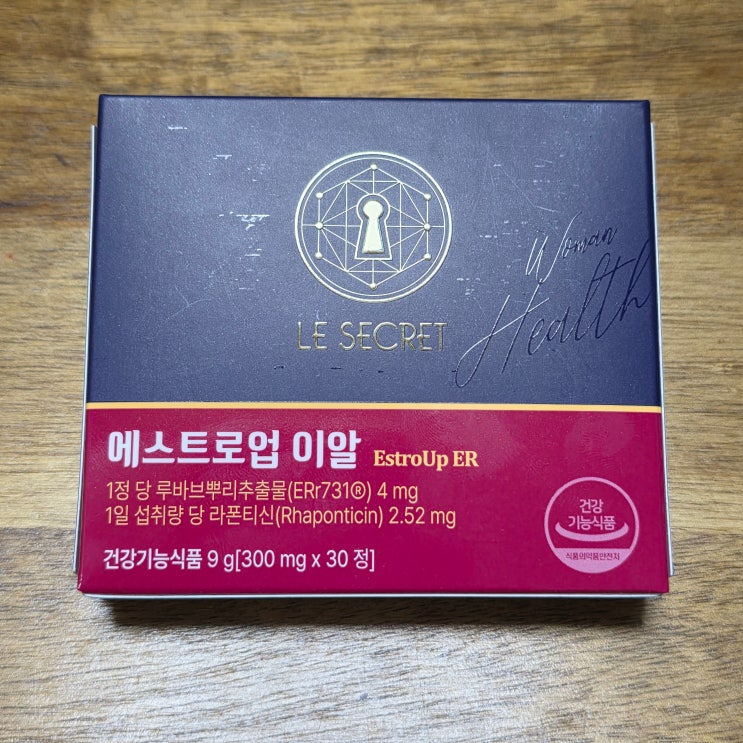 LE SECRET
Woman
Health
에스트로업 이알 EstroUp ER
1정 당 루바브뿌리추출물(ERr731®) 4 mg
1일 섭취량 당 라폰티신(Rhaponticin) 2.52 mg
건강기능식품 9 g[300 mg x 30 정]
건강
기능식품
식품의약품안전처